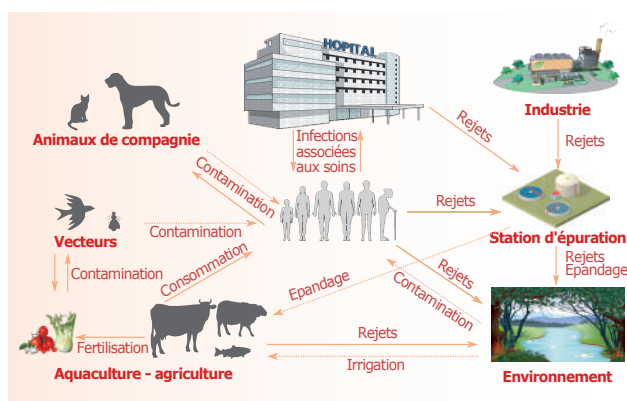 HOPITAL
Industrie
Animaux de compagnie
Infections
associées
aux soins
Rejets
Rejets
Contamination
Vecteurs
Contamination
Rejets
Station d'épuration
Contamination
Consommation
Epandage
Rejets
Contamination
Rejets
Epandage
Fertilisation
Rejets
Irrigation
Aquaculture - agriculture
Environnement